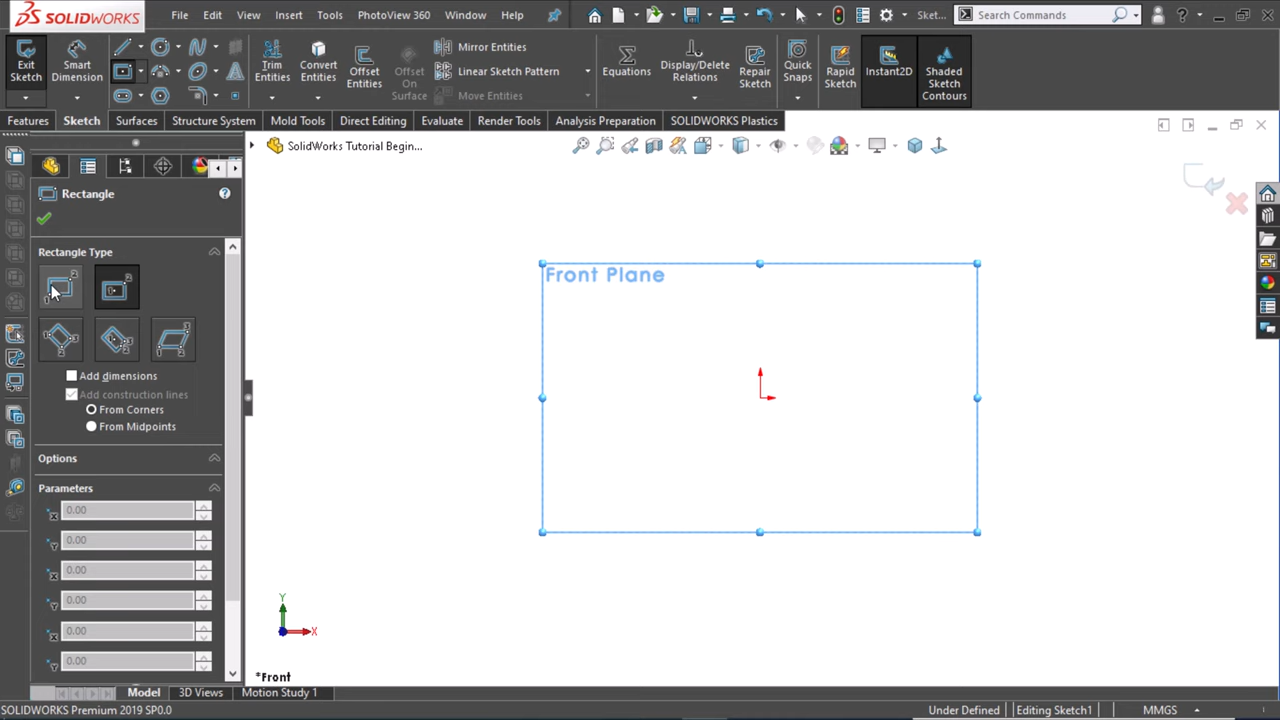 SOLIDWORKS File Edit View Insert Tools PhotoView 360 Window Help Sket... Search Commands ?
Exit Sketch
Smart Dimension
Trim Entities
Convert Entities
Offset Entities
Offset On Surface
Mirror Entities
Linear Sketch Pattern
Move Entities
Equations
Display/Delete Relations
Repair Sketch
Quick Snaps
Rapid Sketch
Instant2D
Shaded Sketch Contours
Features Sketch Surfaces Structure System Mold Tools Direct Editing Evaluate Render Tools Analysis Preparation SOLIDWORKS Plastics
SolidWorks Tutorial Begin...
Rectangle ?
Rectangle Type
Add dimensions
Add construction lines
From Corners
From Midpoints
Options
Parameters
x 0.00
Y 0.00
x 0.00
Y 0.00
x 0.00
Y 0.00
Front Plane
Y
X
*Front
Model 3D Views Motion Study 1
SOLIDWORKS Premium 2019 SP0.0 Under Defined Editing Sketch1 MMGS